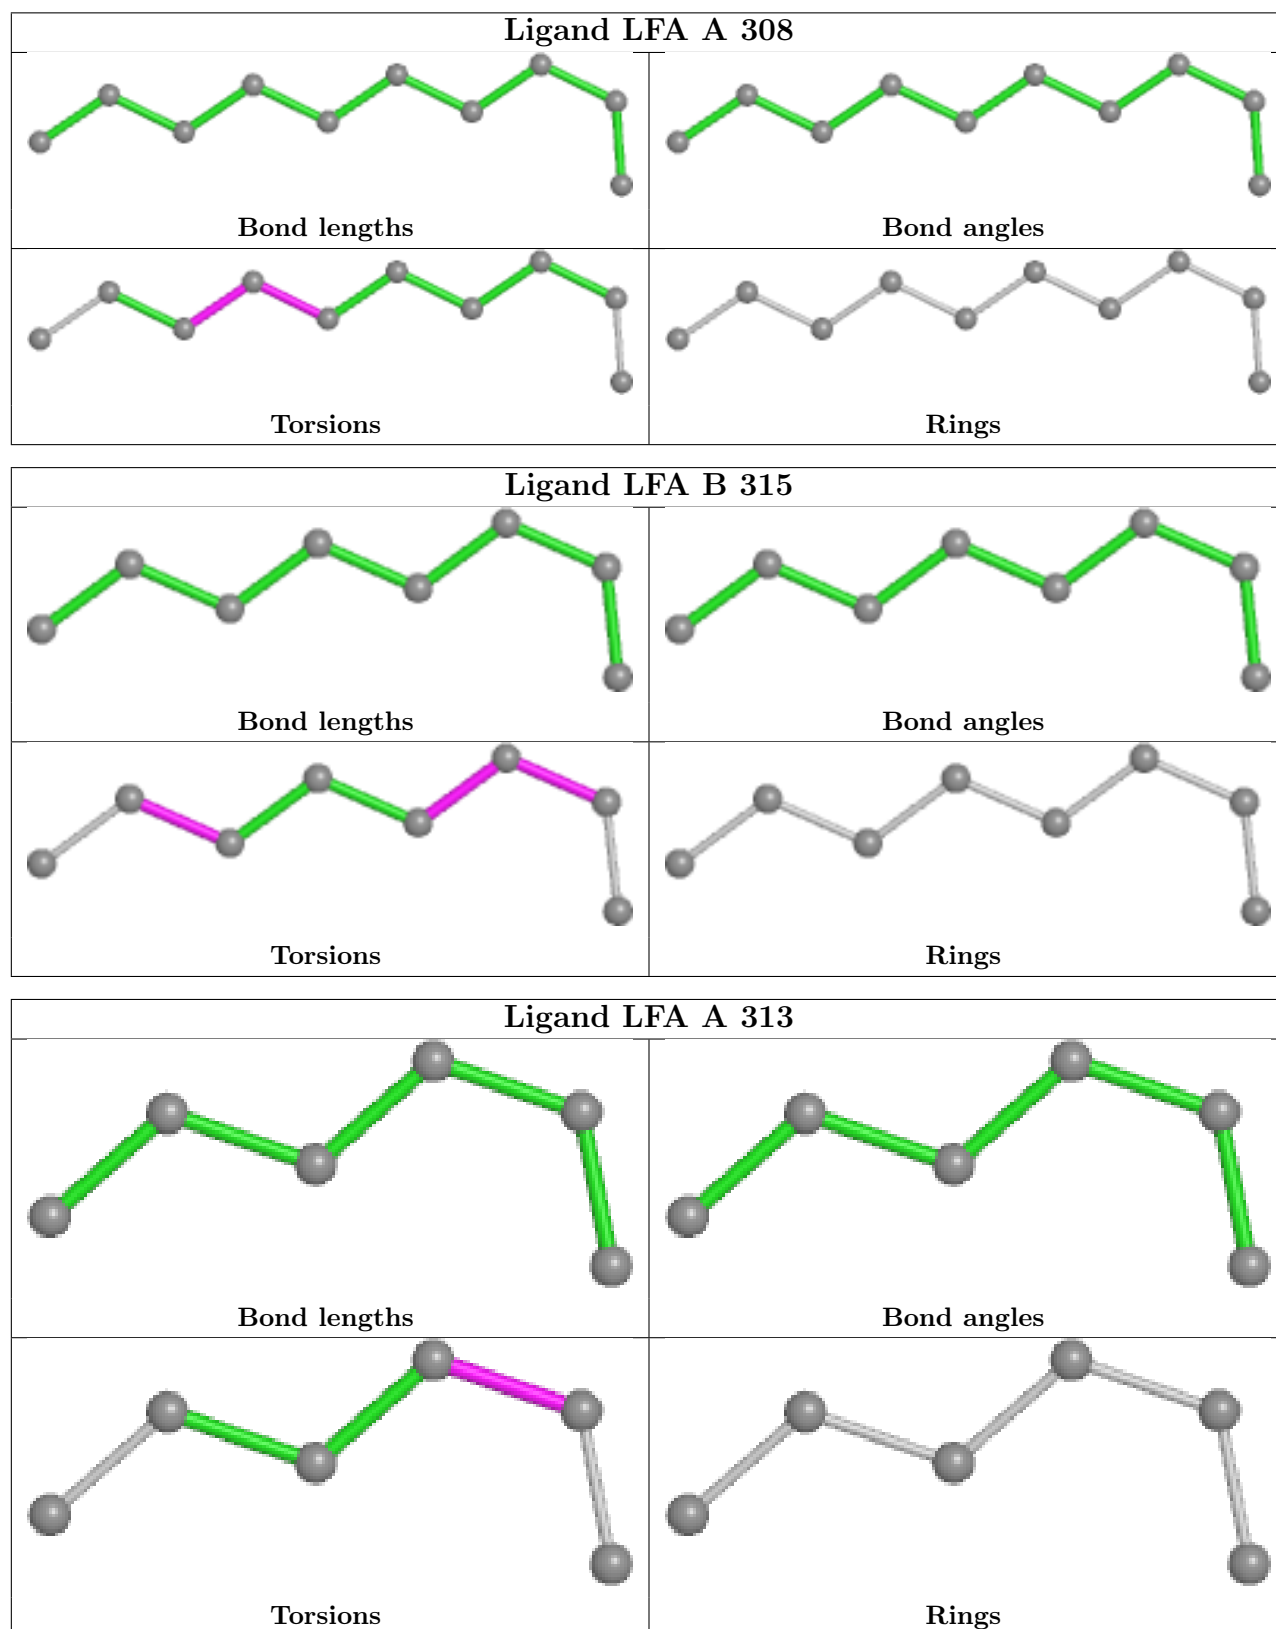 Ligand LFA A 308
Bond lengths
Bond angles
Torsions
Rings
Ligand LFA B 315
Bond lengths
Bond angles
Torsions
Rings
Ligand LFA A 313
Bond lengths
Bond angles
Torsions
Rings